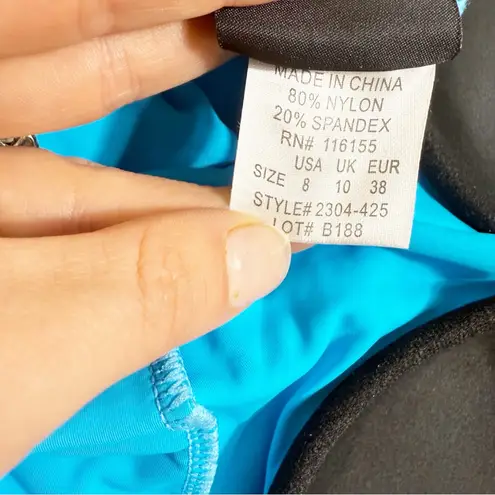 MADE IN CHINA
80% NYLON
20% SPANDEX
RN# 116155
USA UK EUR
SIZE 8 10 38
STYLE# 2304-425
LOT# B188